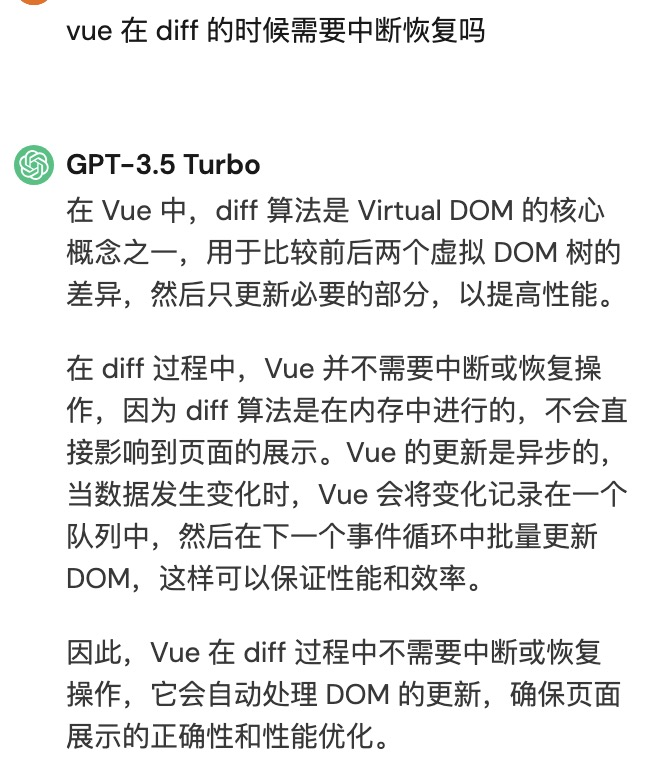 vue 在 diff 的时候需要中断恢复吗
GPT-3.5 Turbo
在 Vue 中，diff 算法是 Virtual DOM 的核心
概念之一，用于比较前后两个虚拟 DOM 树的
差异，然后只更新必要的部分，以提高性能。
在 diff 过程中，Vue 并不需要中断或恢复操
作，因为 diff 算法是在内存中进行的，不会直
接影响到页面的展示。Vue 的更新是异步的，
当数据发生变化时，Vue 会将变化记录在一个
队列中，然后在下一个事件循环中批量更新
DOM，这样可以保证性能和效率。
因此，Vue 在 diff 过程中不需要中断或恢复
操作，它会自动处理 DOM 的更新，确保页面
展示的正确性和性能优化。